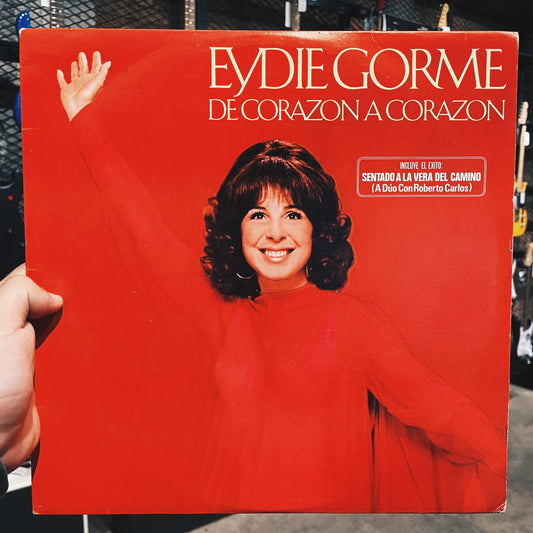 EYDIE GORME
DE CORAZON A CORAZON
INCLUYE EL EXITO:
SENTADO A LA VERA DEL CAMINO
(A Dúo Con Roberto Carlos)